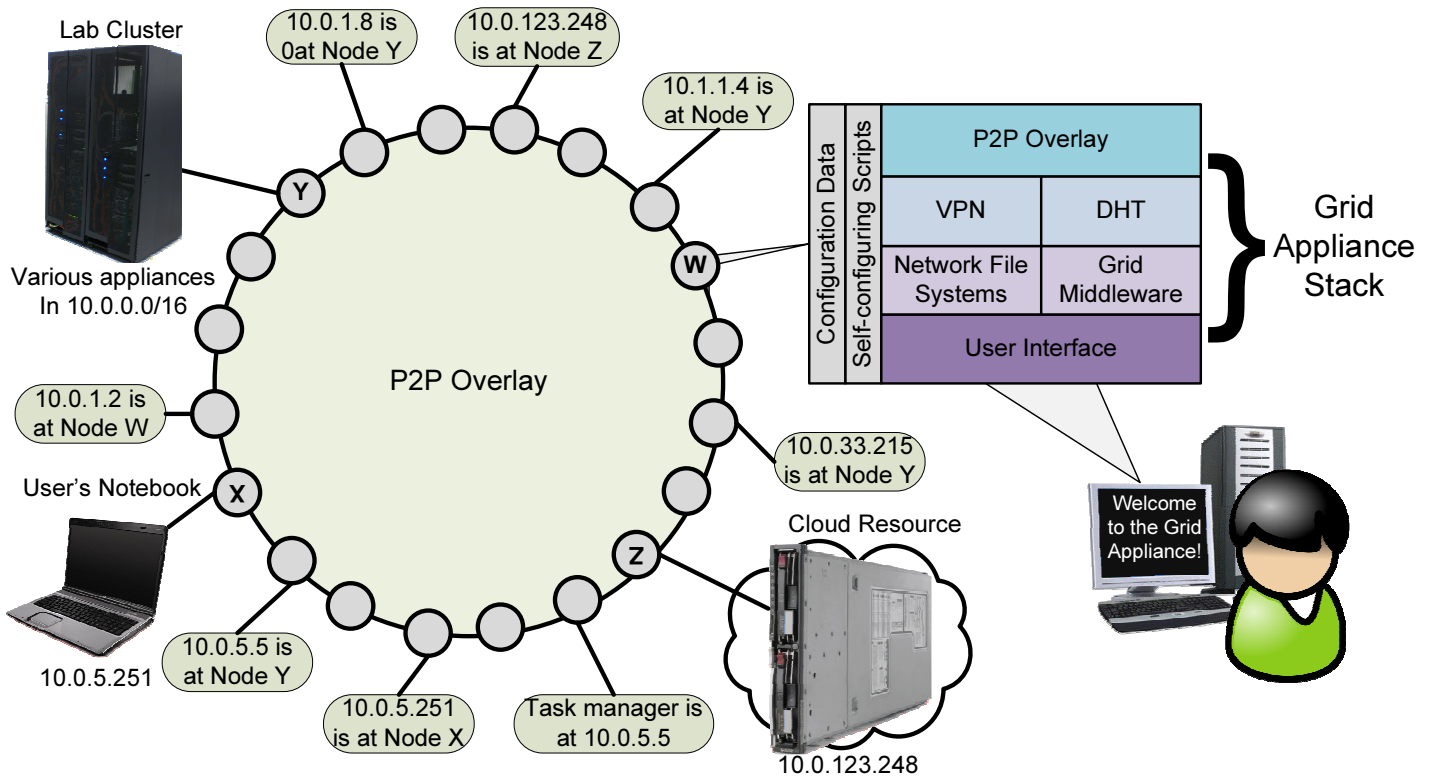 Lab Cluster
10.0.1.8 is
0at Node Y
10.0.123.248
is at Node Z
10.1.1.4 is
at Node Y
Y
W
Various appliances
In 10.0.0.0/16
P2P Overlay
10.0.1.2 is
at Node W
User's Notebook
X
10.0.5.251
10.0.5.5 is
at Node Y
10.0.5.251
is at Node X
Task manager is
at 10.0.5.5
Z
10.0.33.215
is at Node Y
Cloud Resource
10.0.123.248
Configuration Data
Self-configuring Scripts
P2P Overlay
VPN
DHT
Network File
Systems
Grid
Middleware
User Interface
Grid
Appliance
Stack
Welcome
to the Grid
Appliance!